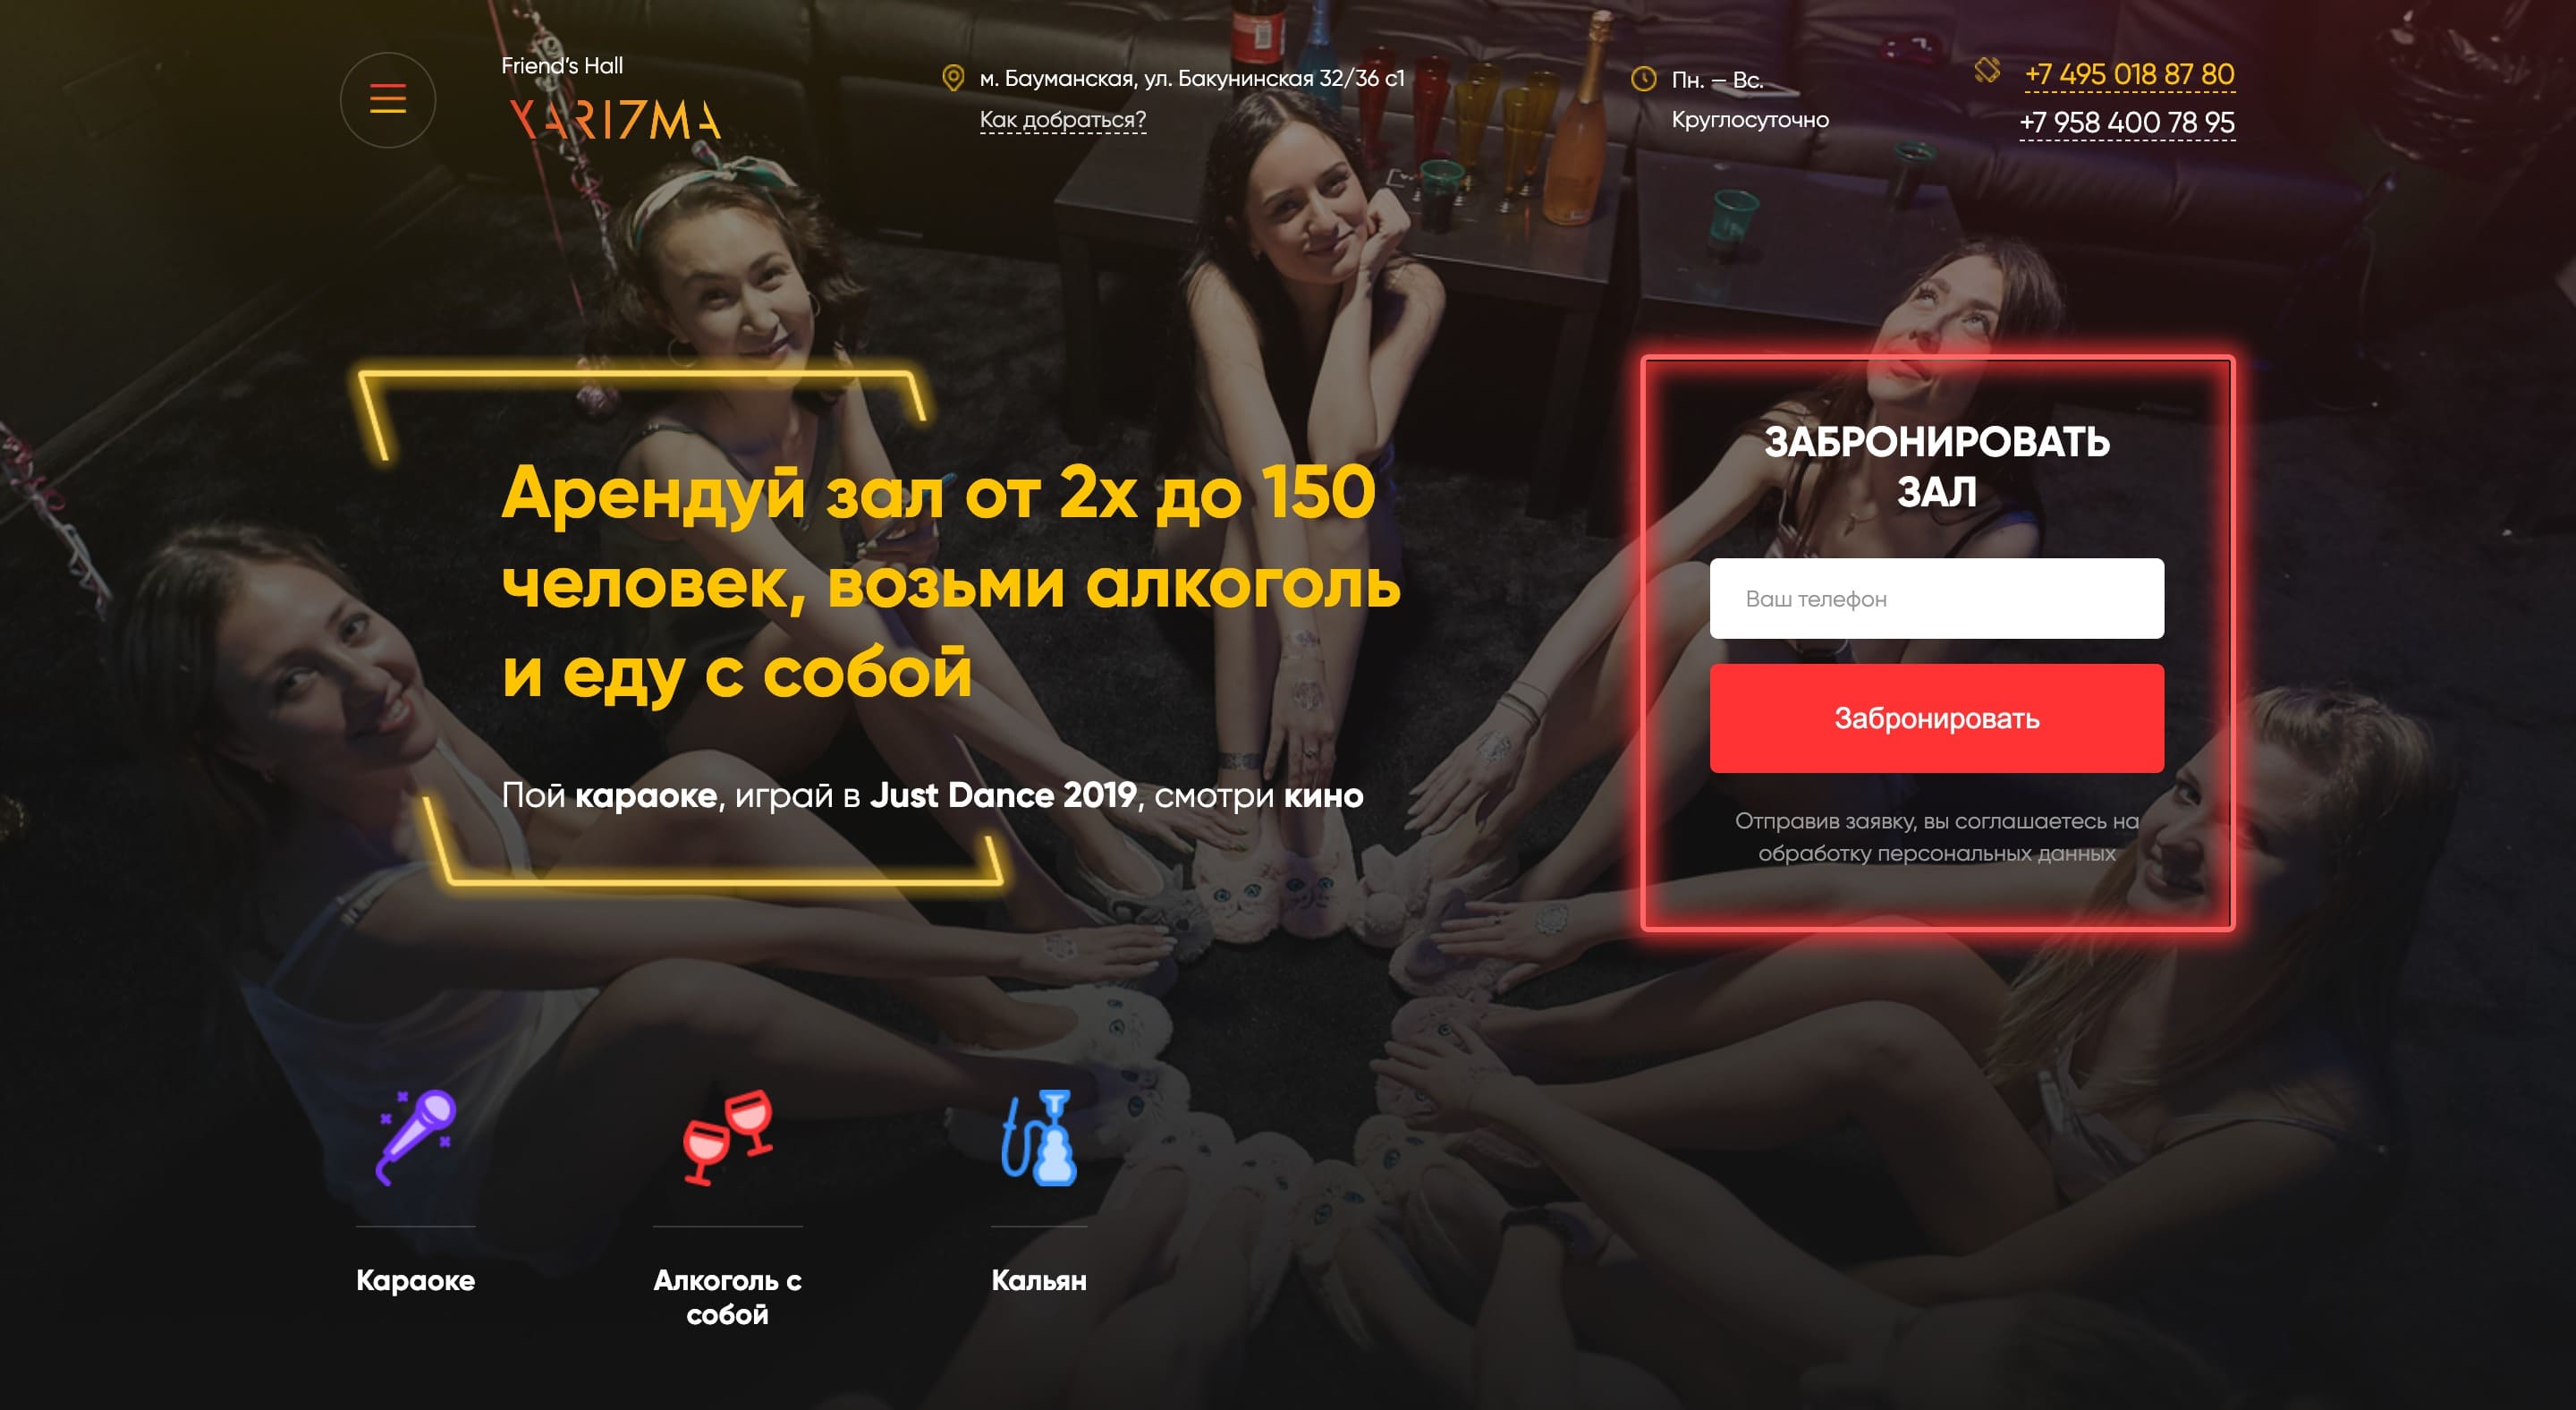 Friend's Hall
XARIZMA
м. Бауманская, ул. Бакунинская 32/36 с1
Как добраться?
Пн. — Вс.
Круглосуточно
+7 495 018 87 80
+7 958 400 78 95
Арендуй зал от 2х до 150
человек, возьми алкоголь
и еду с собой
Пой караоке, играй в Just Dance 2019, смотри кино
ЗАБРОНИРОВАТЬ
ЗАЛ
Ваш телефон
Забронировать
Отправив заявку, вы соглашаетесь на
обработку персональных данных
Караоке
Алкоголь с
собой
Кальян